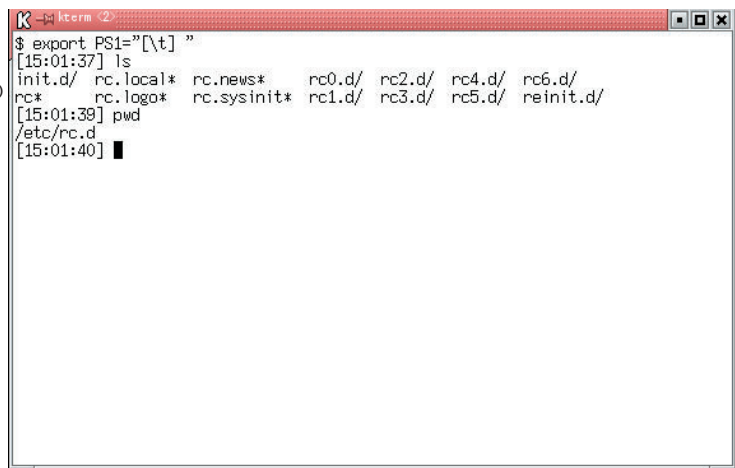 kterm <2>
$ export PS1="[\t] "
[15:01:37] ls
init.d/  rc.local*  rc.news*     rc0.d/  rc2.d/  rc4.d/  rc6.d/
rc*      rc.logo*   rc.sysinit*  rc1.d/  rc3.d/  rc5.d/  reinit.d/
[15:01:39] pwd
/etc/rc.d
[15:01:40]